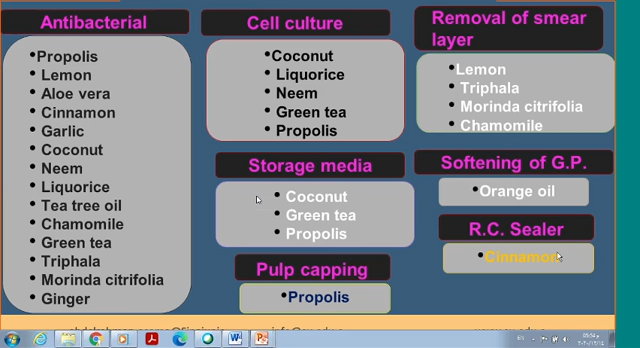 Antibacterial
•Propolis
• Lemon
• Aloe vera
• Cinnamon
• Garlic
• Coconut
• Neem
• Liquorice
• Tea tree oil
• Chamomile
• Green tea
• Triphala
• Morinda citrifolia
• Ginger
Cell culture
•Coconut
• Liquorice
• Neem
• Green tea
• Propolis
Storage media
• Coconut
• Green tea
• Propolis
Pulp capping
•Propolis
Removal of smear
layer
•Lemon
• Triphala
• Morinda citrifolia
• Chamomile
Softening of G.P.
•Orange oil
R.C. Sealer
•Cinnamon